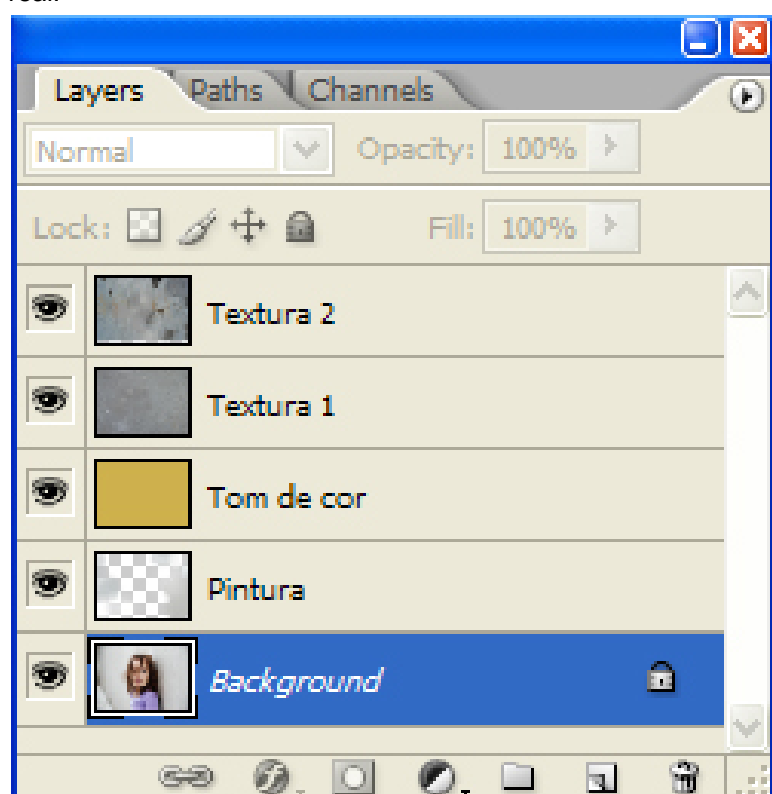 Layers Paths Channels
Normal Opacity: 100%
Lock: Fill: 100%
Textura 2
Textura 1
Tom de cor
Pintura
Background